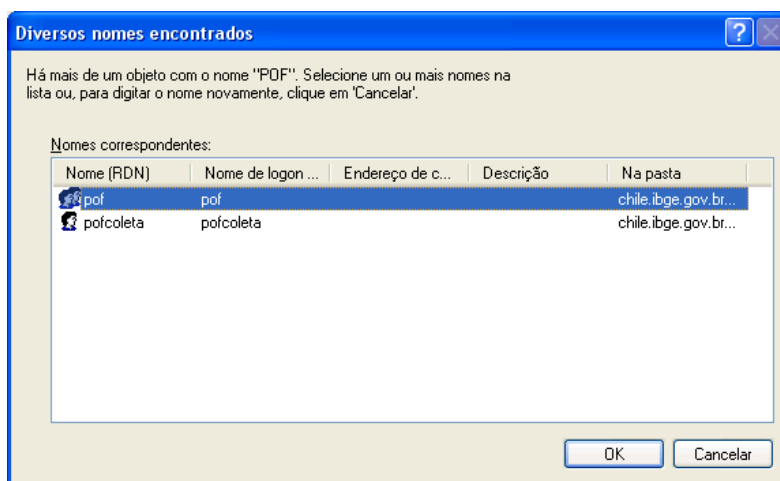 Diversos nomes encontrados
Há mais de um objeto com o nome "POF". Selecione um ou mais nomes na
lista ou, para digitar o nome novamente, clique em 'Cancelar'.
Nomes correspondentes:
Nome (RDN) Nome de logon ... Endereço de c... Descrição Na pasta
pof pof chile.ibge.gov.br...
pofcoleta pofcoleta chile.ibge.gov.br...
OK Cancelar